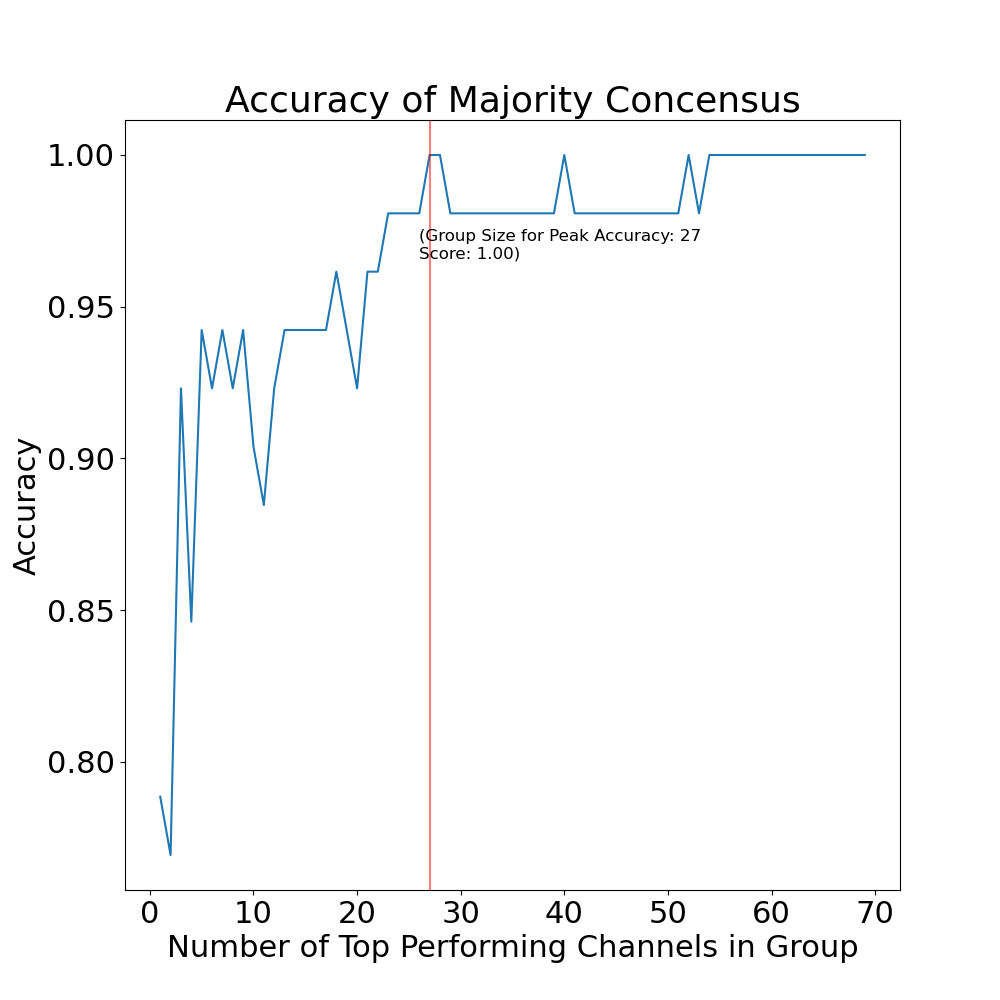 Accuracy of Majority Concensus
1.00
0.95
0.90
0.85
0.80
Accuracy
(Group Size for Peak Accuracy: 27
Score: 1.00)
0 10 20 30 40 50 60 70
Number of Top Performing Channels in Group